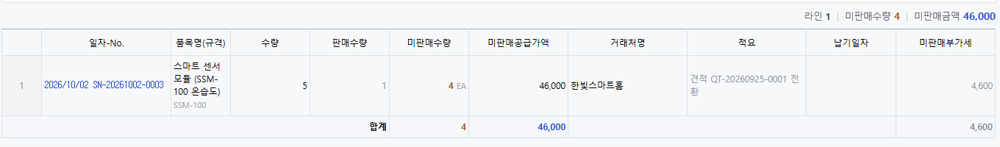 라인 1 | 미판매수량 4 | 미판매금액 46,000
일자-No. 품목명(규격) 수량 판매수량 미판매수량 미판매공급가액 거래처명 적요 납기일자 미판매부가세
1 2026/10/02 SN-20261002-0003 스마트 센서
모듈 (SSM-
100 온습도)
SSM-100
5 1 4 EA 46,000 한빛스마트홈 견적 QT-20260925-0001 전
환
4,600
합계 4 46,000 4,600